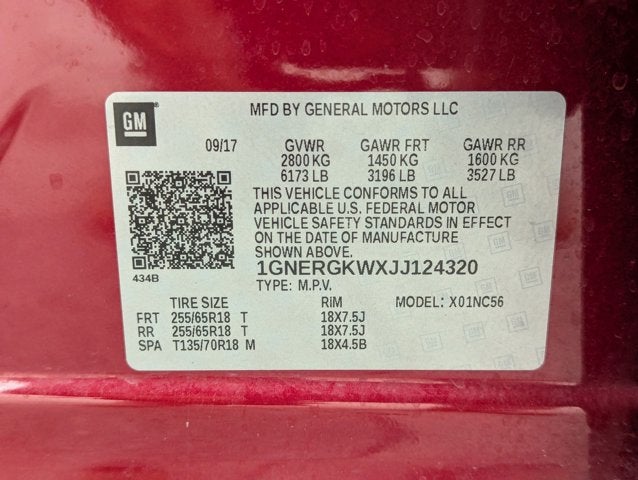 GM
MFD BY GENERAL MOTORS LLC
09/17 GVWR GAWR FRT GAWR RR
2800 KG 1450 KG 1600 KG
6173 LB 3196 LB 3527 LB
THIS VEHICLE CONFORMS TO ALL
APPLICABLE U.S. FEDERAL MOTOR
VEHICLE SAFETY STANDARDS IN EFFECT
ON THE DATE OF MANUFACTURE
SHOWN ABOVE.
434B
1GNERGKWXJJ124320
TYPE: M.P.V.
TIRE SIZE RiM MODEL: X01NC56
FRT 255/65R18 T 18X7.5J
RR 255/65R18 T 18X7.5J
SPA T135/70R18 M 18X4.5B